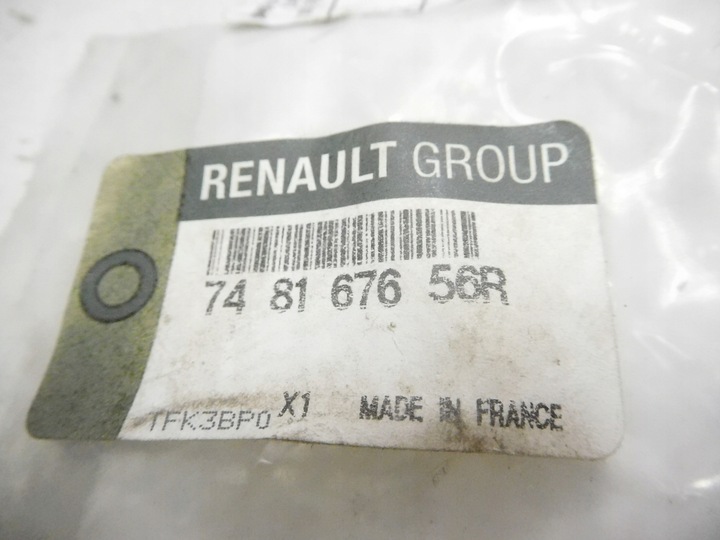 RENAULT GROUP
74 81 676 56R
TFK3BP0 X1 MADE IN FRANCE